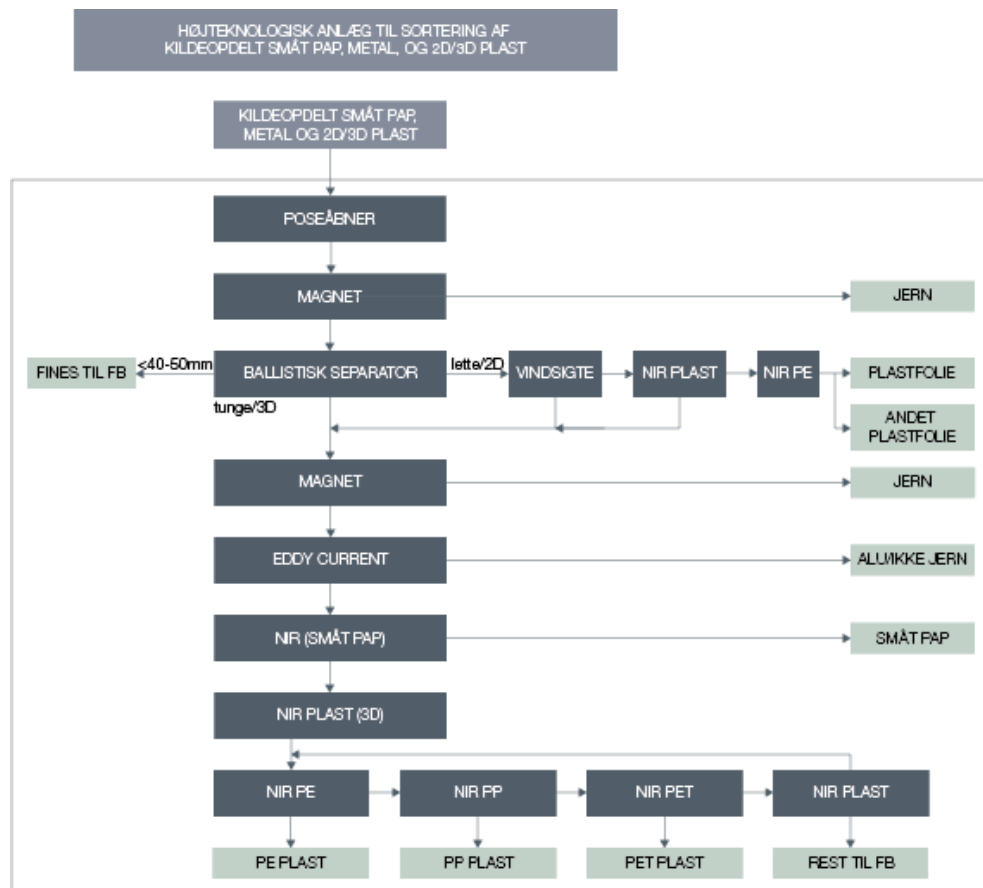 HØJTEKNOLOGISK ANLÆG TIL SORTERING AF
KILDEOPDELT SMÅT PAP, METAL, OG 2D/3D PLAST
KILDEOPDELT SMÅT PAP,
METAL OG 2D/3D PLAST
POSEÅBNER
MAGNET
JERN
FINES TIL FB
<40-50mm
BALLISTISK SEPARATOR
lette/2D
VINDSIGTE
NIR PLAST
NIR PE
PLASTFOLIE
tunge/3D
ANDET
PLASTFOLIE
MAGNET
JERN
EDDY CURRENT
ALU/IKKE JERN
NIR (SMÅT PAP)
SMÅT PAP
NIR PLAST (3D)
NIR PE
NIR PP
NIR PET
NIR PLAST
PE PLAST
PP PLAST
PET PLAST
REST TIL FB